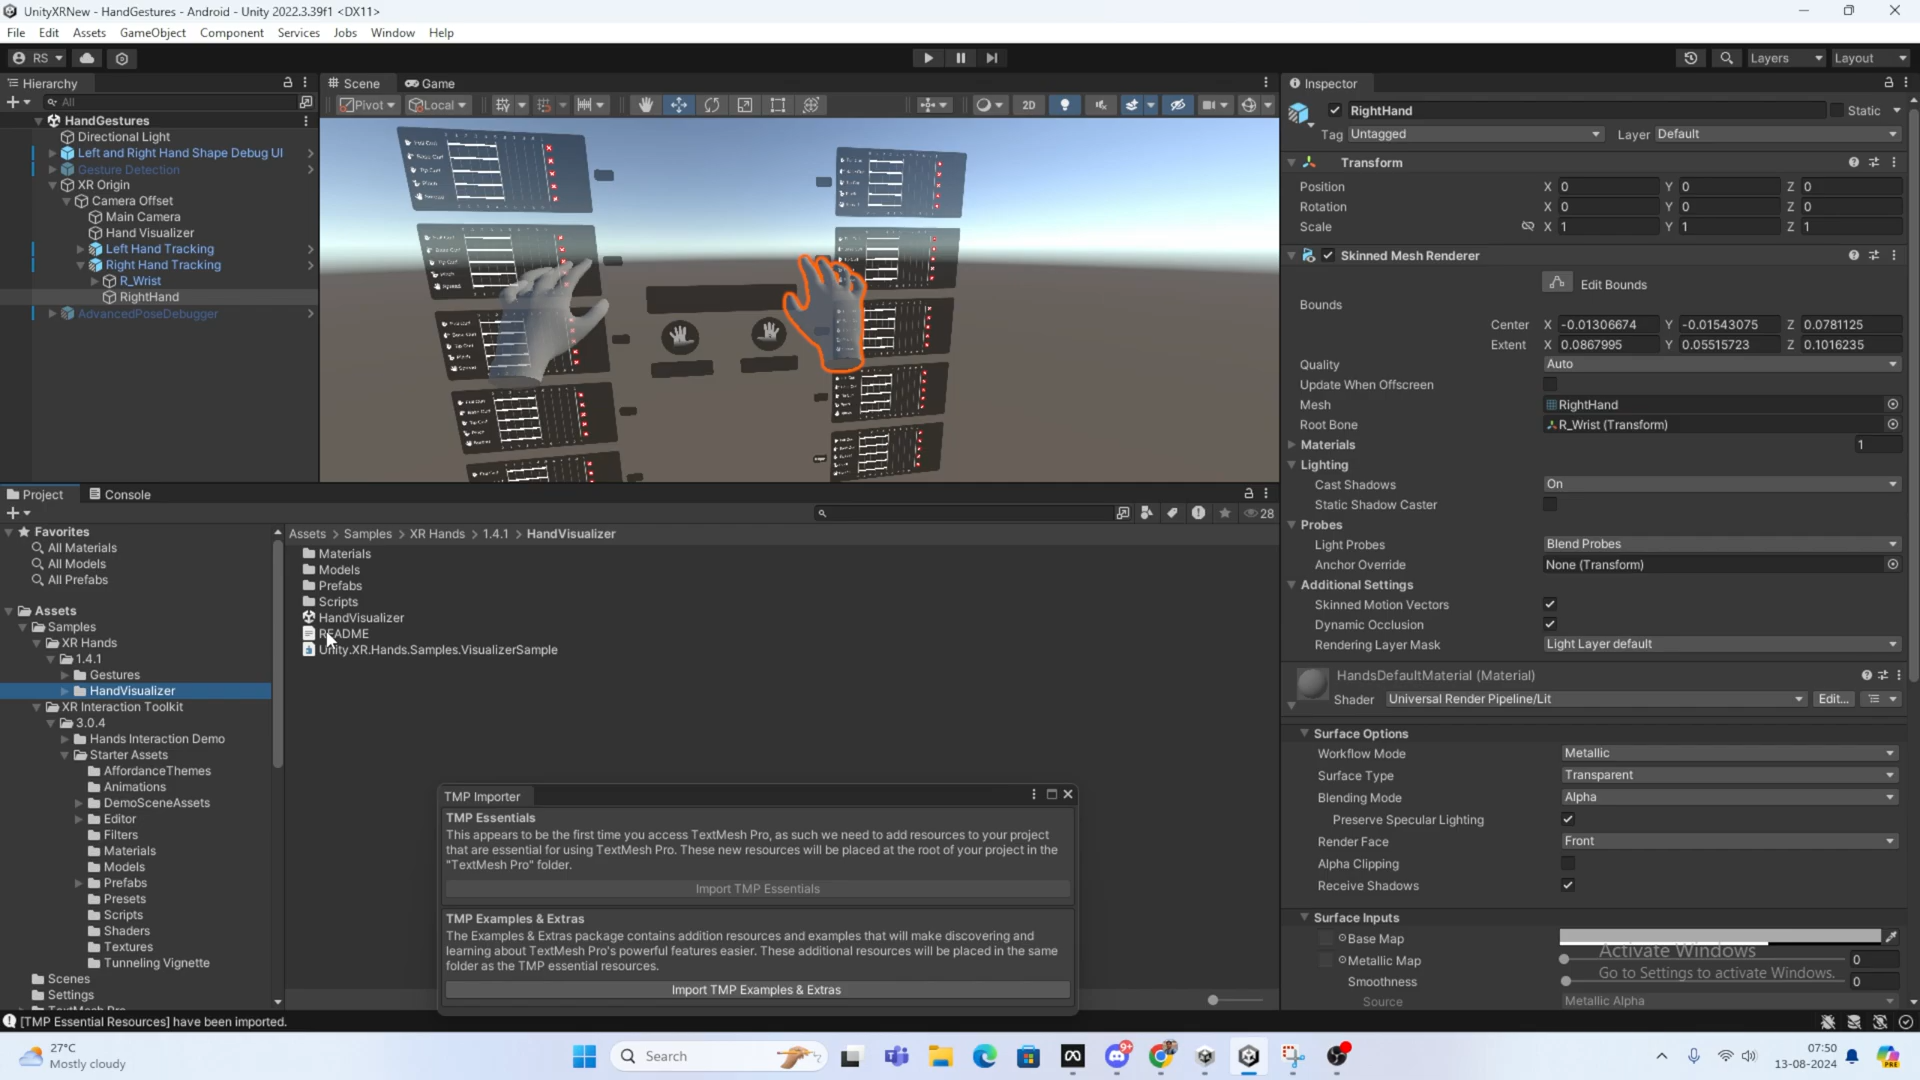 UnityXRNew - HandGestures - Android - Unity 2022.3.39f1 <DX11>
File Edit Assets GameObject Component Services Jobs Window Help
RS
Layers Layout
Hierarchy
All
HandGestures
Directional Light
Left and Right Hand Shape Debug UI
Gesture Detection
XR Origin
Camera Offset
Main Camera
Hand Visualizer
Left Hand Tracking
Right Hand Tracking
R_Wrist
RightHand
AdvancedPoseDebugger
Scene Game
Pivot Local
2D
Inspector
RightHand Static
Tag Untagged Layer Default
Transform
Position X 0 Y 0 Z 0
Rotation X 0 Y 0 Z 0
Scale X 1 Y 1 Z 1
Skinned Mesh Renderer
Edit Bounds
Bounds
Center X -0.01306674 Y -0.01543075 Z 0.0781125
Extent X 0.0867995 Y 0.05515723 Z 0.1016235
Quality Auto
Update When Offscreen
Mesh RightHand
Root Bone R_Wrist (Transform)
Materials 1
Lighting
Cast Shadows On
Static Shadow Caster
Probes
Light Probes Blend Probes
Anchor Override None (Transform)
Additional Settings
Skinned Motion Vectors
Dynamic Occlusion
Rendering Layer Mask Light Layer default
HandsDefaultMaterial (Material)
Shader Universal Render Pipeline/Lit Edit...
Surface Options
Workflow Mode Metallic
Surface Type Transparent
Blending Mode Alpha
Preserve Specular Lighting
Render Face Front
Alpha Clipping
Receive Shadows
Surface Inputs
Base Map
Metallic Map 0
Smoothness 0
Source Metallic Alpha
Activate Windows
Go to Settings to activate Windows.
Project Console
28
Favorites
All Materials
All Models
All Prefabs
Assets
Samples
XR Hands
1.4.1
Gestures
HandVisualizer
XR Interaction Toolkit
3.0.4
Hands Interaction Demo
Starter Assets
AffordanceThemes
Animations
DemoSceneAssets
Editor
Filters
Materials
Models
Prefabs
Presets
Scripts
Shaders
Textures
Tunneling Vignette
Scenes
Settings
Assets > Samples > XR Hands > 1.4.1 > HandVisualizer
Materials
Models
Prefabs
Scripts
HandVisualizer
README
Unity.XR.Hands.Samples.VisualizerSample
TMP Importer
TMP Essentials
This appears to be the first time you access TextMesh Pro, as such we need to add resources to your project
that are essential for using TextMesh Pro. These new resources will be placed at the root of your project in the
"TextMesh Pro" folder.
Import TMP Essentials
TMP Examples & Extras
The Examples & Extras package contains addition resources and examples that will make discovering and
learning about TextMesh Pro's powerful features easier. These additional resources will be placed in the same
folder as the TMP essential resources.
Import TMP Examples & Extras
[TMP Essential Resources] have been imported.
27°C
Mostly cloudy
Search
9+
07:50
13-08-2024
PRE